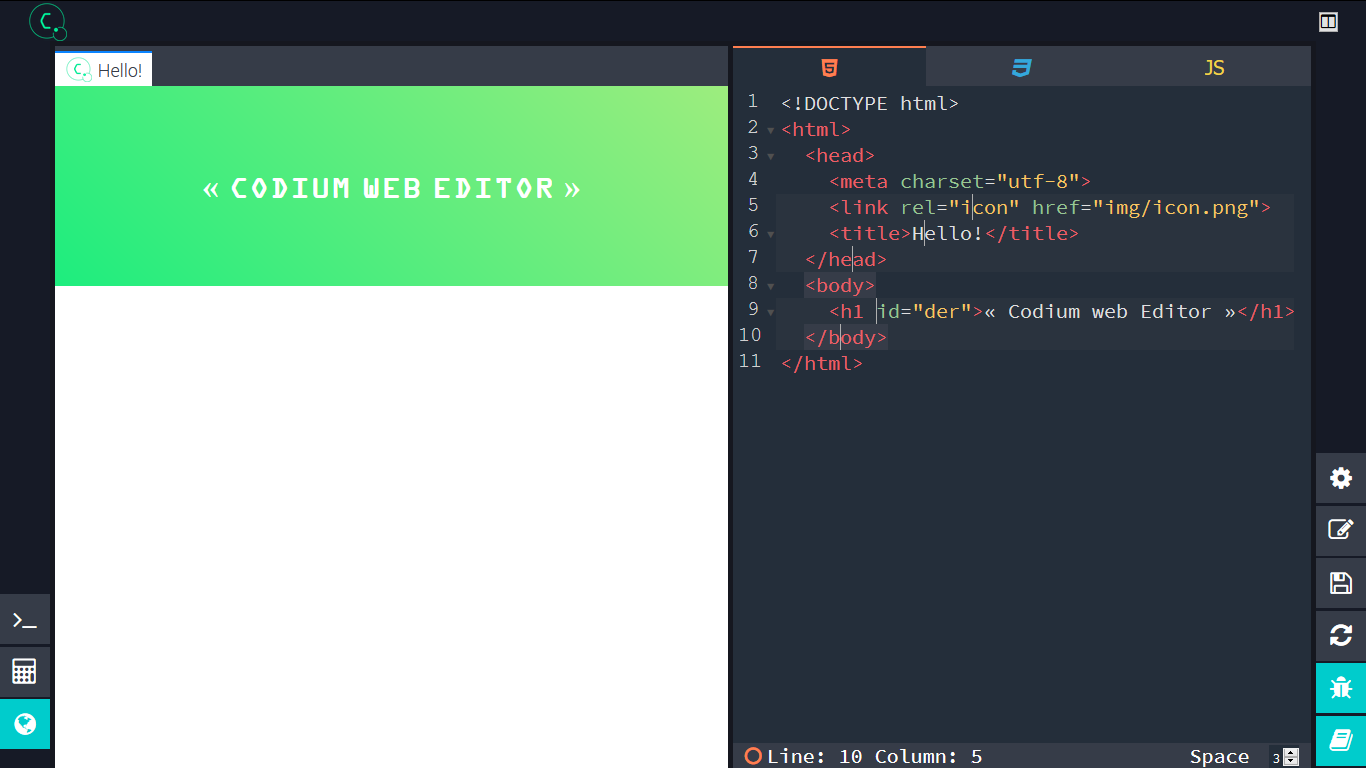 C.
C. Hello!
JS
« CODIUM WEB EDITOR »
1 <!DOCTYPE html>
2 <html>
3 <head>
4 <meta charset="utf-8">
5 <link rel="icon" href="img/icon.png">
6 <title>Hello!</title>
7 </head>
8 <body>
9 <h1 id="der">« Codium web Editor »</h1>
10 </body>
11 </html>
Line: 10 Column: 5 Space 3